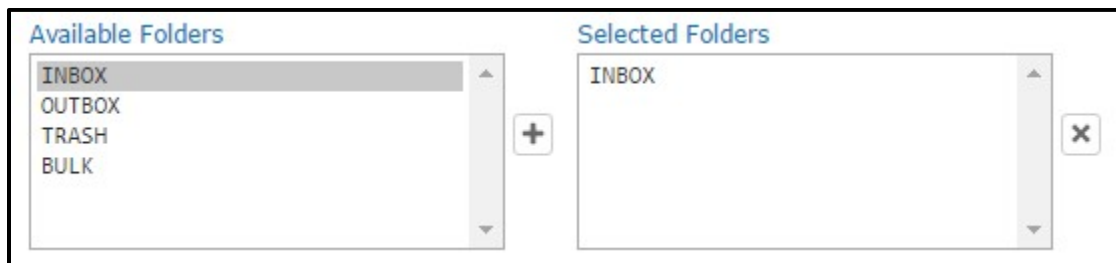 Available Folders
INBOX
OUTBOX
TRASH
BULK
Selected Folders
INBOX